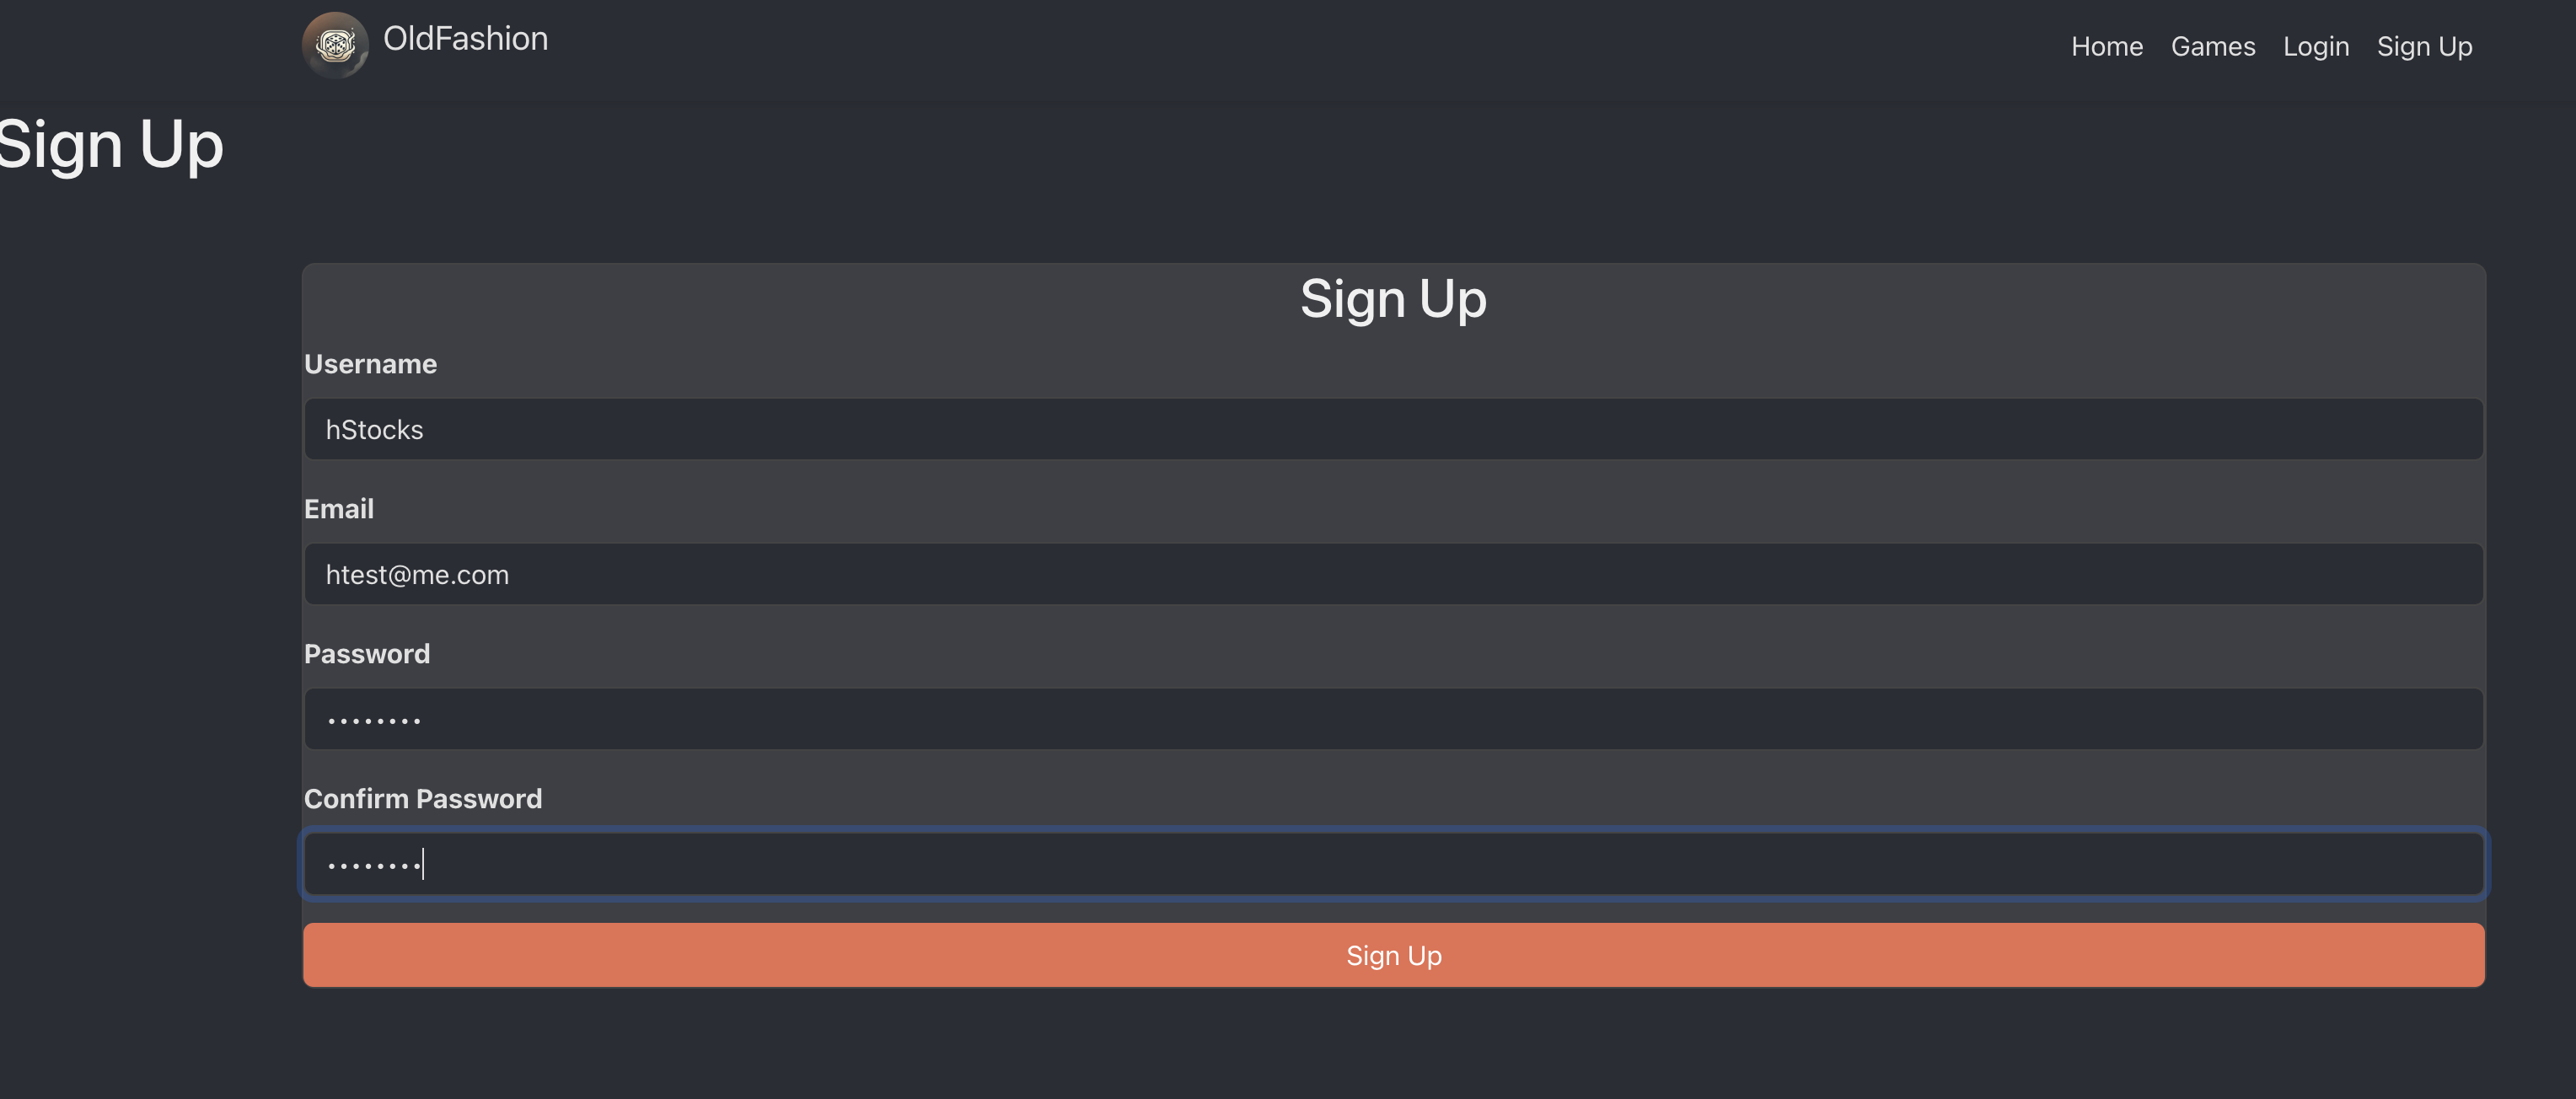 OldFashion
Home Games Login Sign Up
Sign Up
Sign Up
Username
hStocks
Email
htest@me.com
Password
••••••••
Confirm Password
••••••••
Sign Up